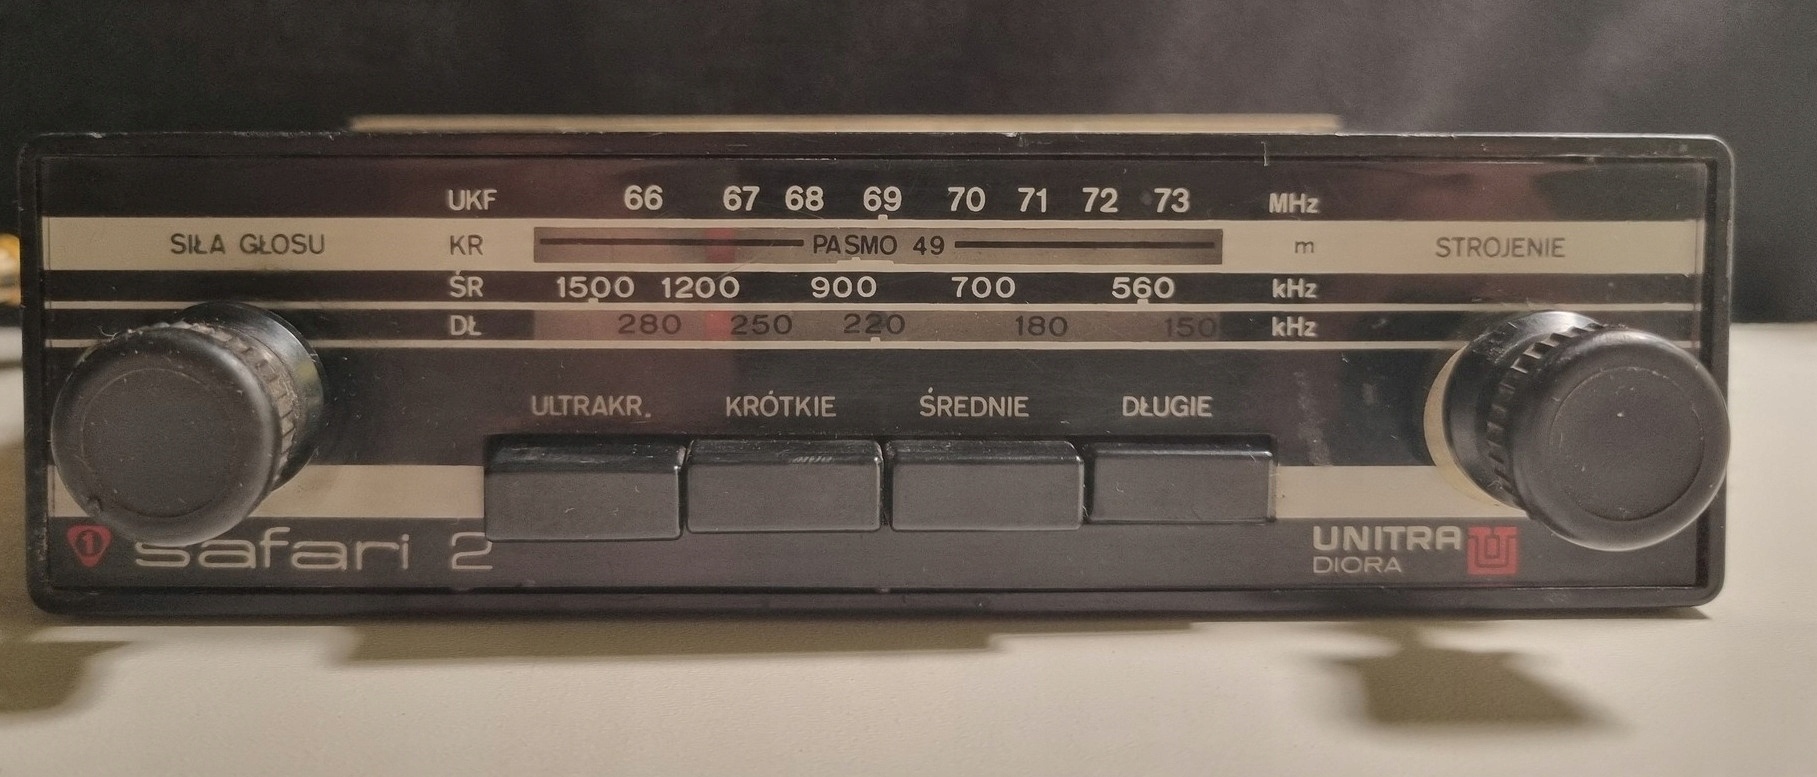 UKF 66 67 68 69 70 71 72 73 MHz
SIŁA GŁOSU KR PASMO 49 m STROJENIE
ŚR 1500 1200 900 700 560 kHz
DŁ 280 250 220 180 150 kHz
ULTRAKR. KRÓTKIE ŚREDNIE DŁUGIE
1 safari 2 UNITRA
DIORA